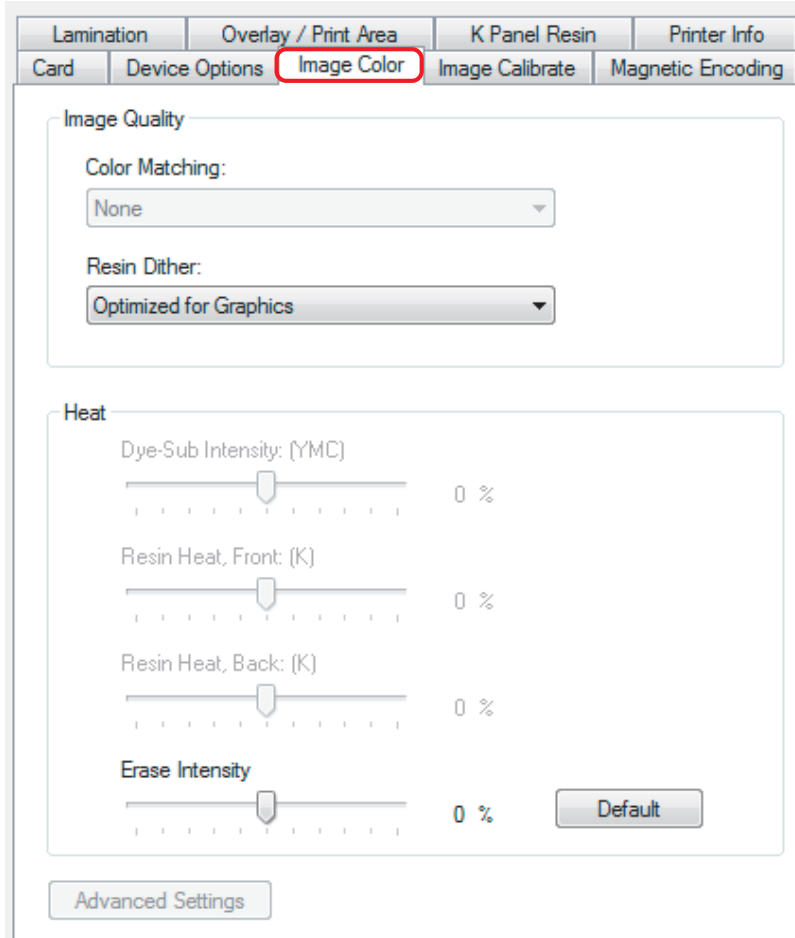 Lamination Overlay / Print Area K Panel Resin Printer Info
Card Device Options Image Color Image Calibrate Magnetic Encoding
Image Quality
Color Matching:
None
Resin Dither:
Optimized for Graphics
Heat
Dye-Sub Intensity: (YMC)
0 %
Resin Heat, Front: (K)
0 %
Resin Heat, Back: (K)
0 %
Erase Intensity
0 % Default
Advanced Settings